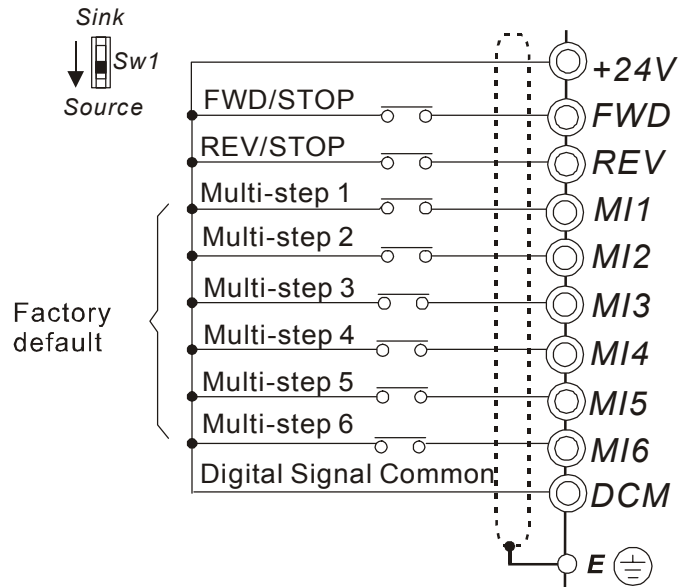 Sink
Sw1
Source
+24V
FWD/STOP FWD
REV/STOP REV
Multi-step 1 MI1
Multi-step 2 MI2
Multi-step 3 MI3
Factory
default
Multi-step 4 MI4
Multi-step 5 MI5
Multi-step 6 MI6
Digital Signal Common DCM
E